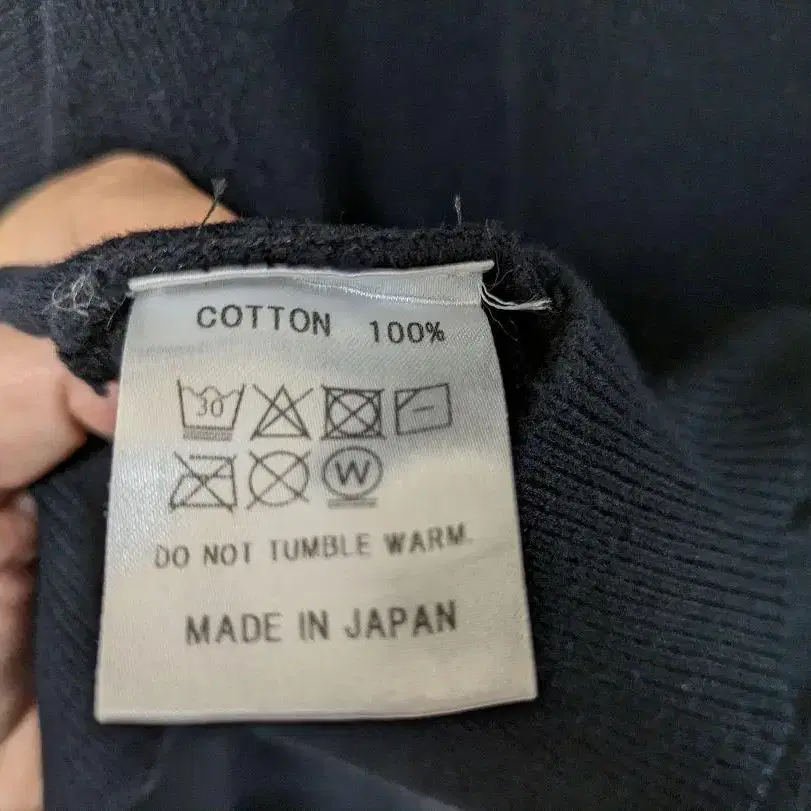 COTTON 100%
30
W
DO NOT TUMBLE WARM.
MADE IN JAPAN